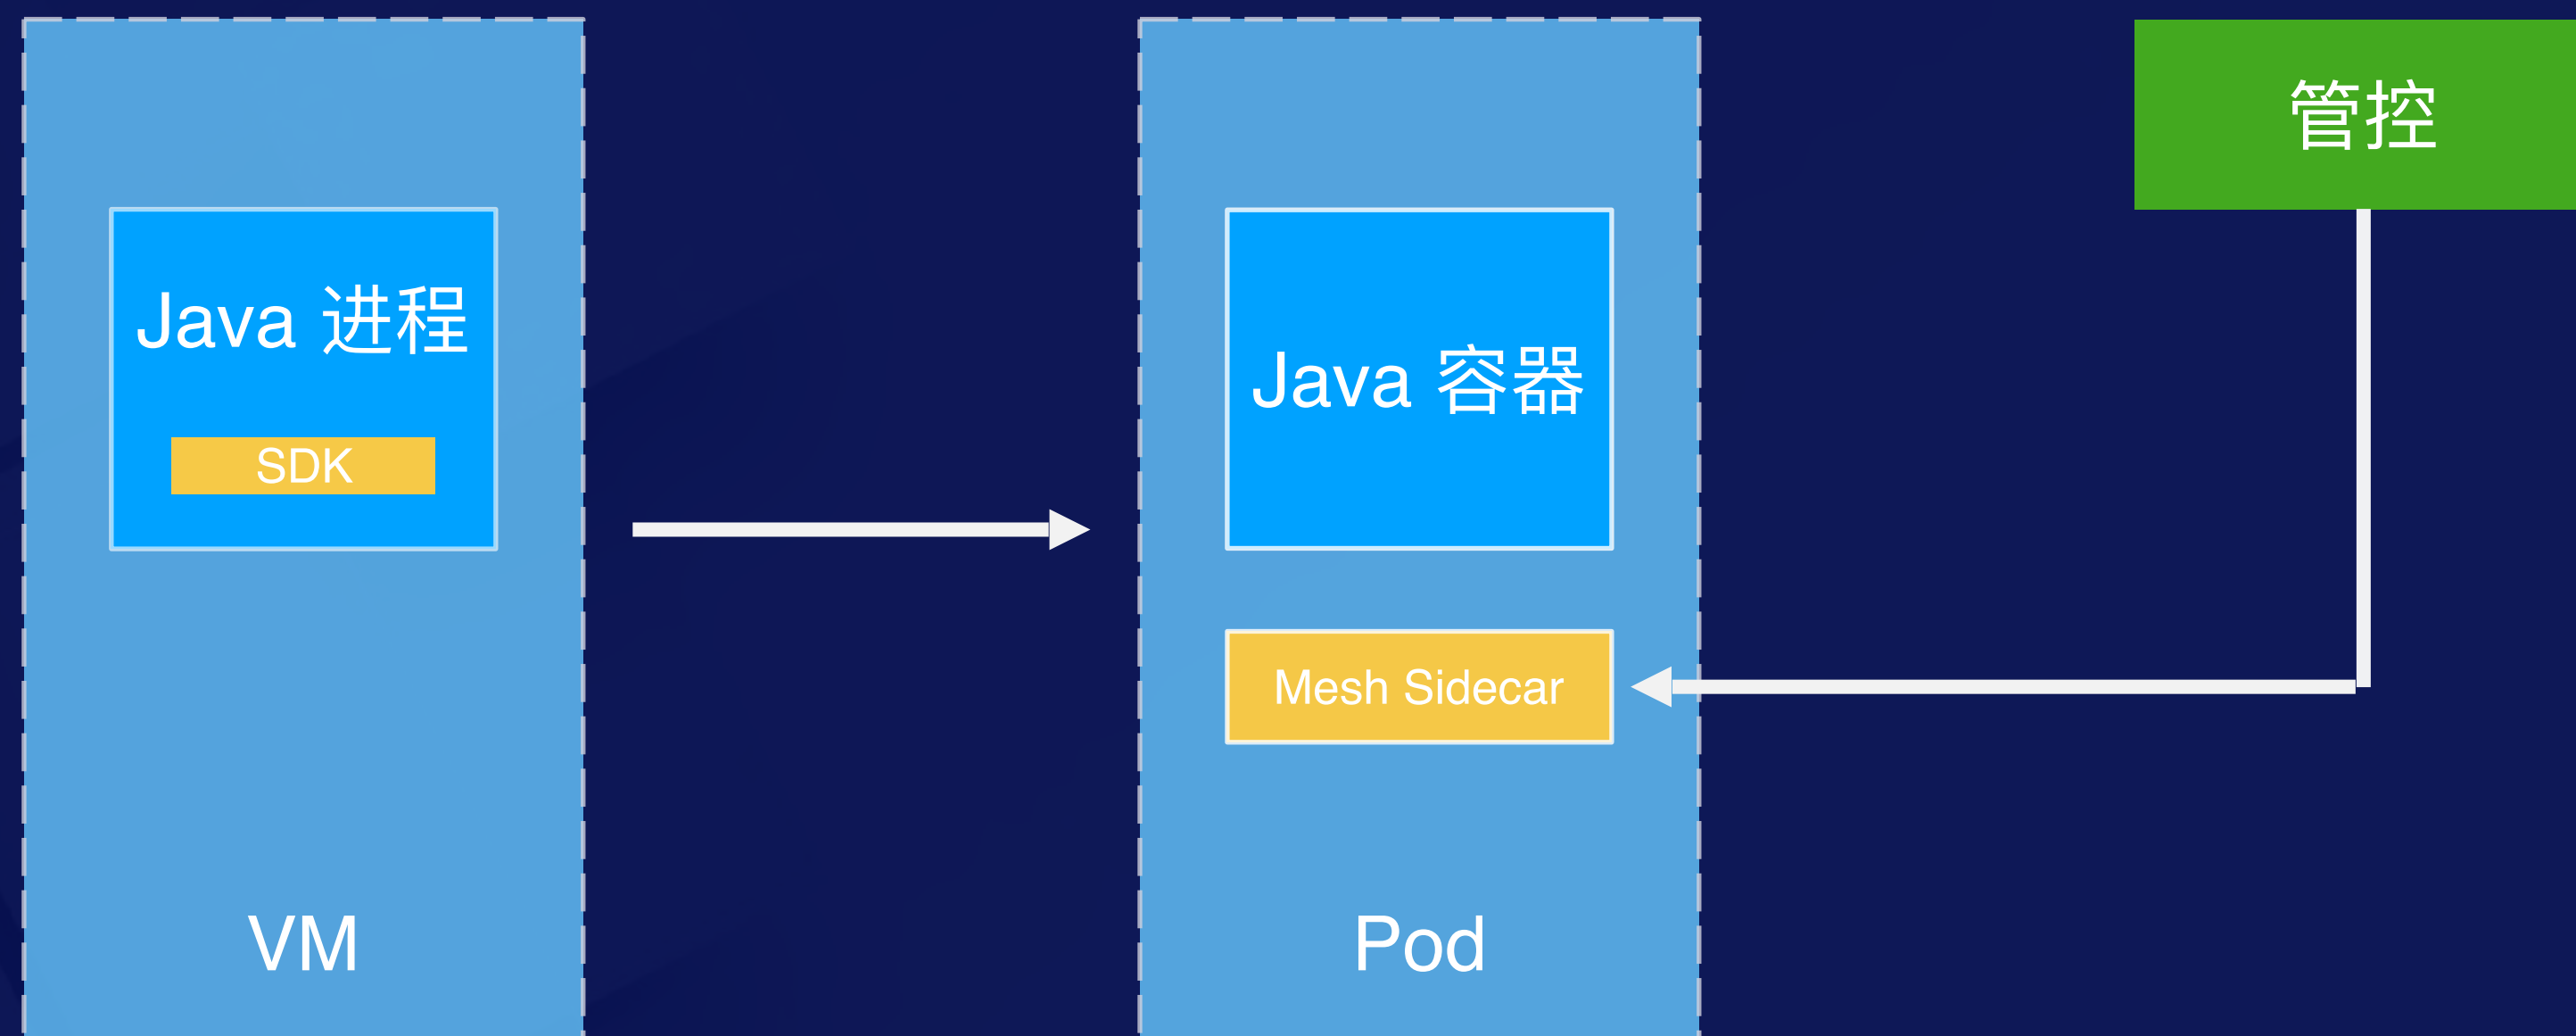 管控
Java 进程
SDK
Java 容器
Mesh Sidecar
VM
Pod